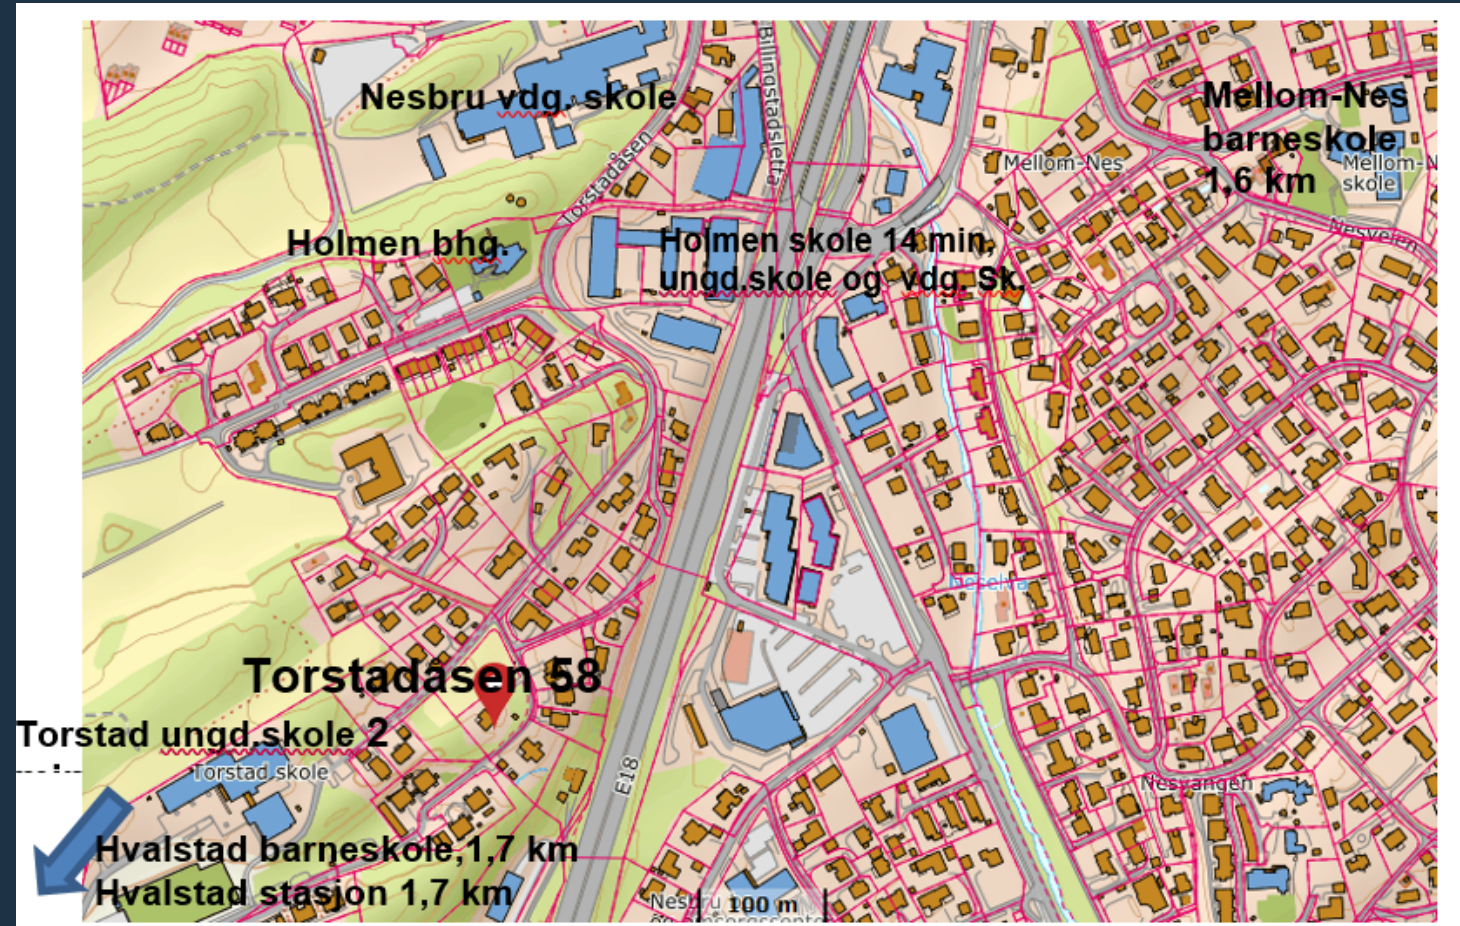 Nesbru vdg. skole
Billingstadsletta
Torstadåsen
Mellom-Nes
barneskole
1,6 km
Mellom-Nes
Mellom-N
skole
Nesveien
Holmen bhg.
Holmen skole 14 min,
ungd.skole og vdg. Sk.
Neselva
Torstadåsen 58
Torstad ungd.skole 2
Torstad skole
E18
Nesvangen
Hvalstad barneskole,1,7 km
Hvalstad stasjon 1,7 km
Nesbru
100 m